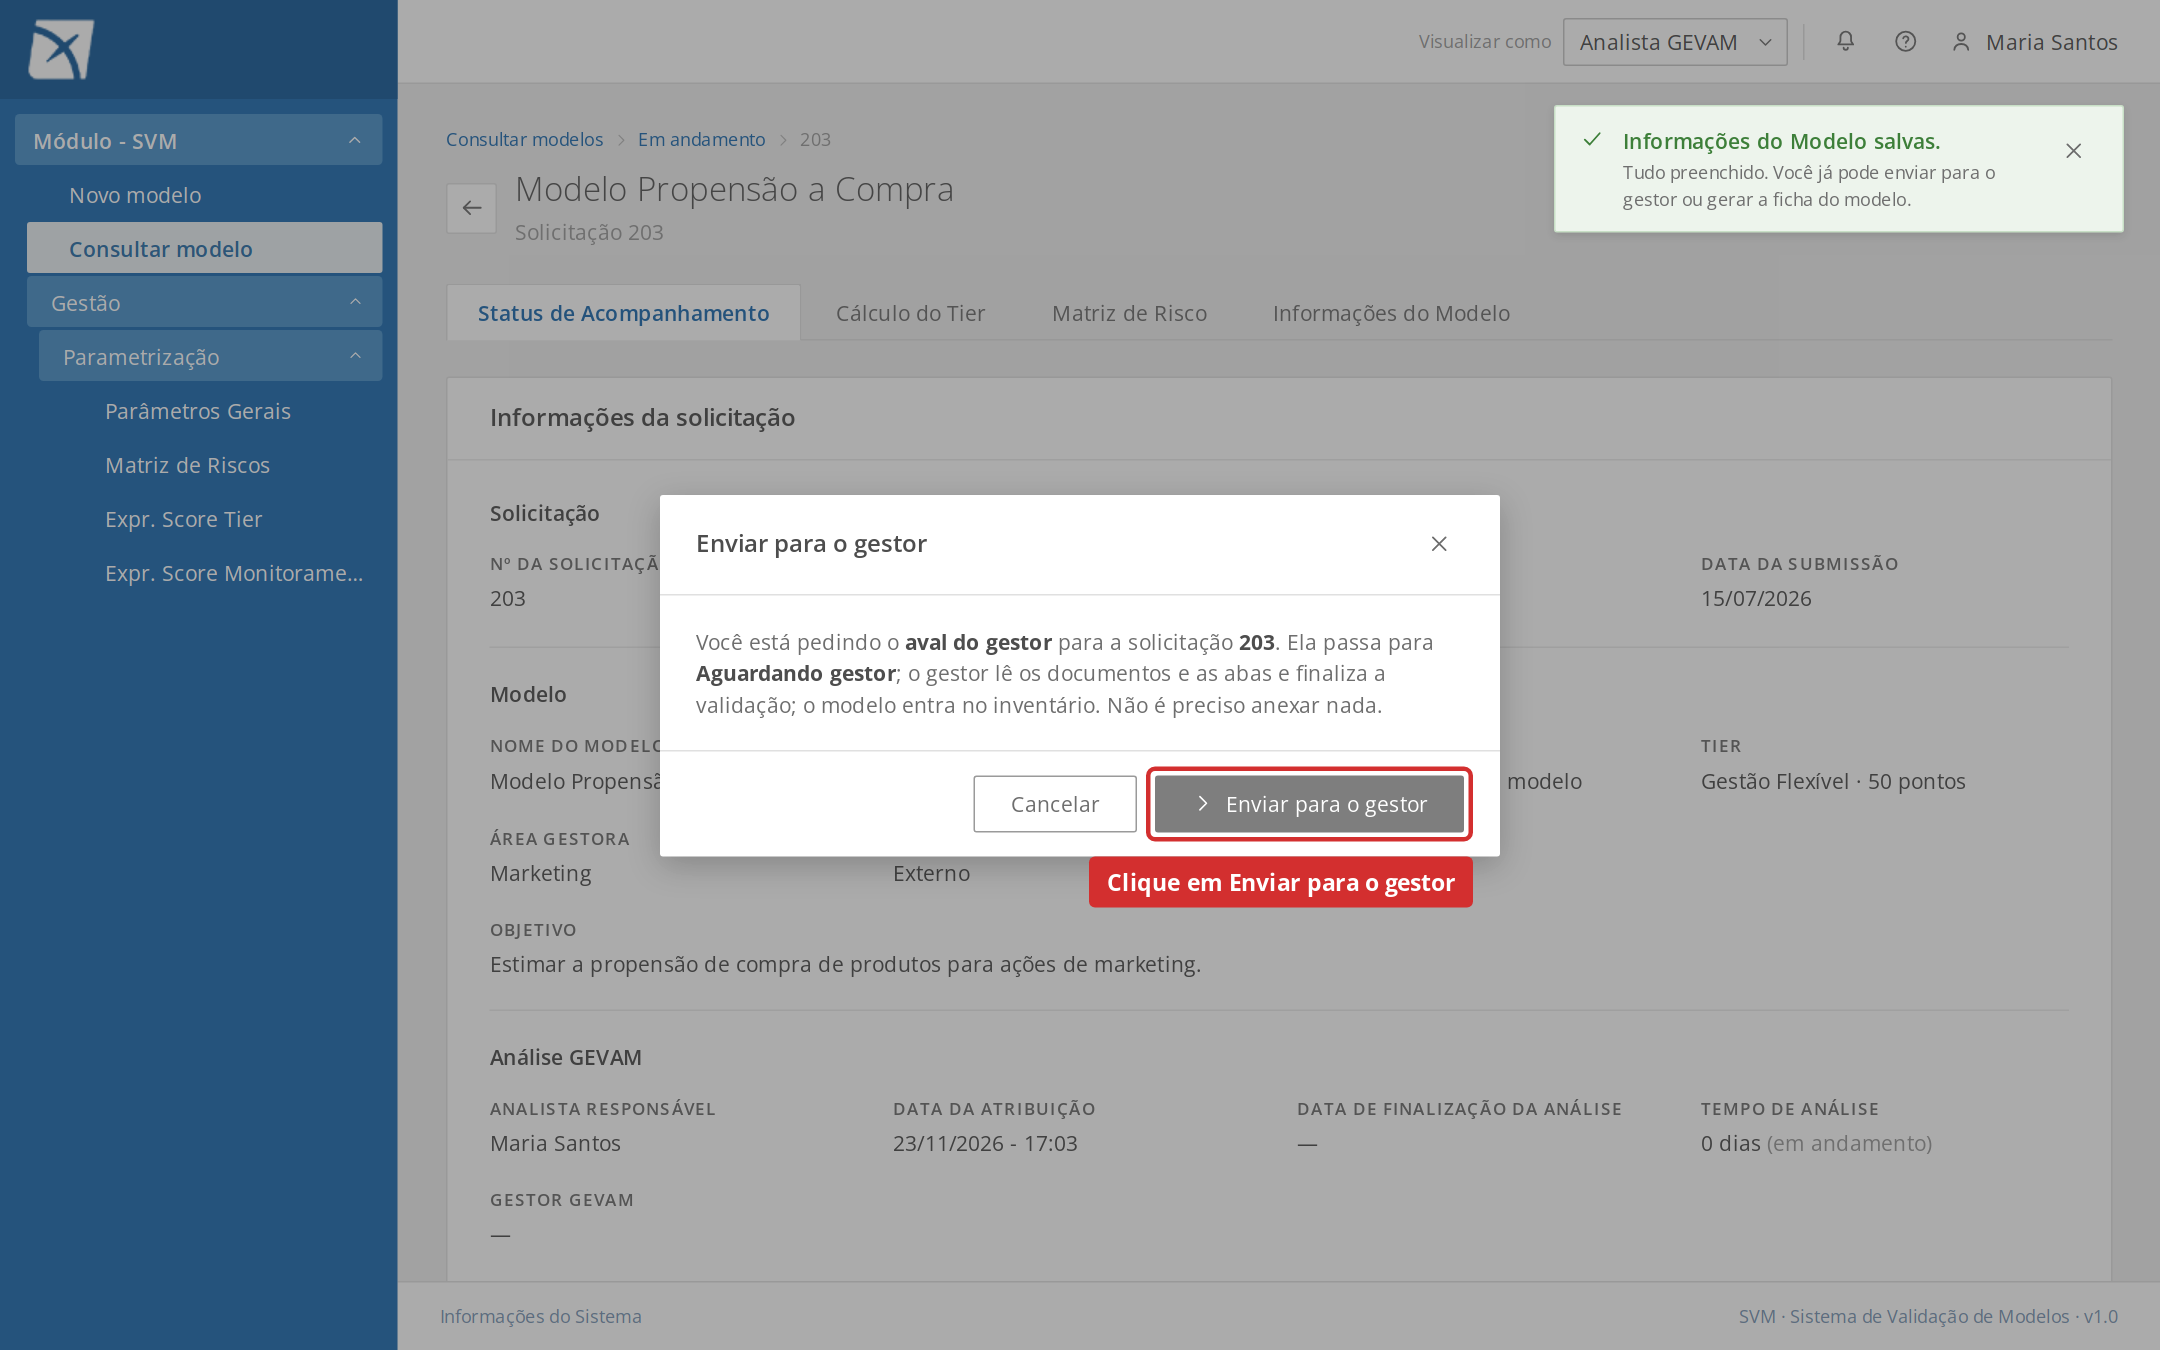 Visualizar como
Analista GEVAM
Maria Santos
Módulo - SVM
Novo modelo
Consultar modelo
Gestão
Parametrização
Parâmetros Gerais
Matriz de Riscos
Expr. Score Tier
Expr. Score Monitorame...
Consultar modelos > Em andamento > 203
Modelo Propensão a Compra
Solicitação 203
Informações do Modelo salvas.
Tudo preenchido. Você já pode enviar para o
gestor ou gerar a ficha do modelo.
Status de Acompanhamento
Cálculo do Tier
Matriz de Risco
Informações do Modelo
Informações da solicitação
Solicitação
Nº DA SOLICITAÇÃ
203
DATA DA SUBMISSÃO
15/07/2026
Enviar para o gestor
Você está pedindo o aval do gestor para a solicitação 203. Ela passa para
Aguardando gestor; o gestor lê os documentos e as abas e finaliza a
validação; o modelo entra no inventário. Não é preciso anexar nada.
Cancelar
Enviar para o gestor
Clique em Enviar para o gestor
Modelo
NOME DO MODELO
Modelo Propensã
modelo
TIER
Gestão Flexível · 50 pontos
ÁREA GESTORA
Marketing
Externo
OBJETIVO
Estimar a propensão de compra de produtos para ações de marketing.
Análise GEVAM
ANALISTA RESPONSÁVEL
Maria Santos
DATA DA ATRIBUIÇÃO
23/11/2026 - 17:03
DATA DE FINALIZAÇÃO DA ANÁLISE
—
TEMPO DE ANÁLISE
0 dias (em andamento)
GESTOR GEVAM
—
Informações do Sistema
SVM · Sistema de Validação de Modelos · v1.0